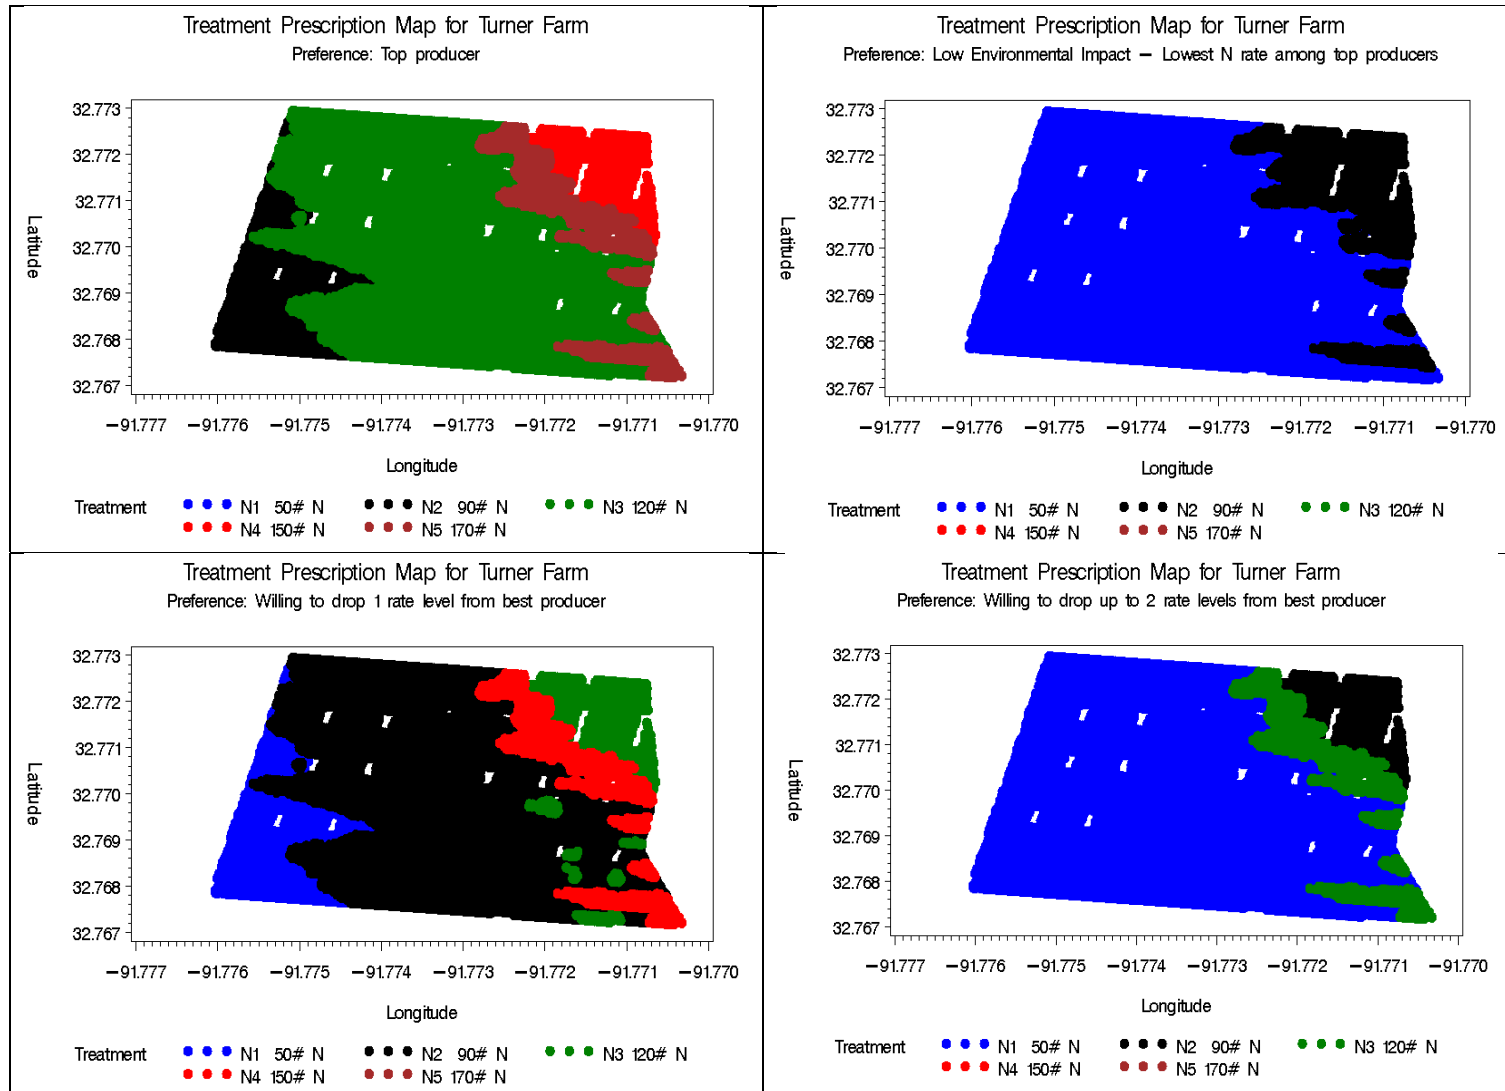 Treatment Prescription Map for Turner Farm
Preference: Top producer
32.773
32.772
32.771
32.770
32.769
32.768
32.767
Latitude
−91.777 −91.776 −91.775 −91.774 −91.773 −91.772 −91.771 −91.770
Longitude
Treatment N1 50# N N2 90# N N3 120# N
N4 150# N N5 170# N
Treatment Prescription Map for Turner Farm
Preference: Low Environmental Impact − Lowest N rate among top producers
32.773
32.772
32.771
32.770
32.769
32.768
32.767
Latitude
−91.777 −91.776 −91.775 −91.774 −91.773 −91.772 −91.771 −91.770
Longitude
Treatment N1 50# N N2 90# N N3 120# N
N4 150# N N5 170# N
Treatment Prescription Map for Turner Farm
Preference: Willing to drop 1 rate level from best producer
32.773
32.772
32.771
32.770
32.769
32.768
32.767
Latitude
−91.777 −91.776 −91.775 −91.774 −91.773 −91.772 −91.771 −91.770
Longitude
Treatment N1 50# N N2 90# N N3 120# N
N4 150# N N5 170# N
Treatment Prescription Map for Turner Farm
Preference: Willing to drop up to 2 rate levels from best producer
32.773
32.772
32.771
32.770
32.769
32.768
32.767
Latitude
−91.777 −91.776 −91.775 −91.774 −91.773 −91.772 −91.771 −91.770
Longitude
Treatment N1 50# N N2 90# N N3 120# N
N4 150# N N5 170# N